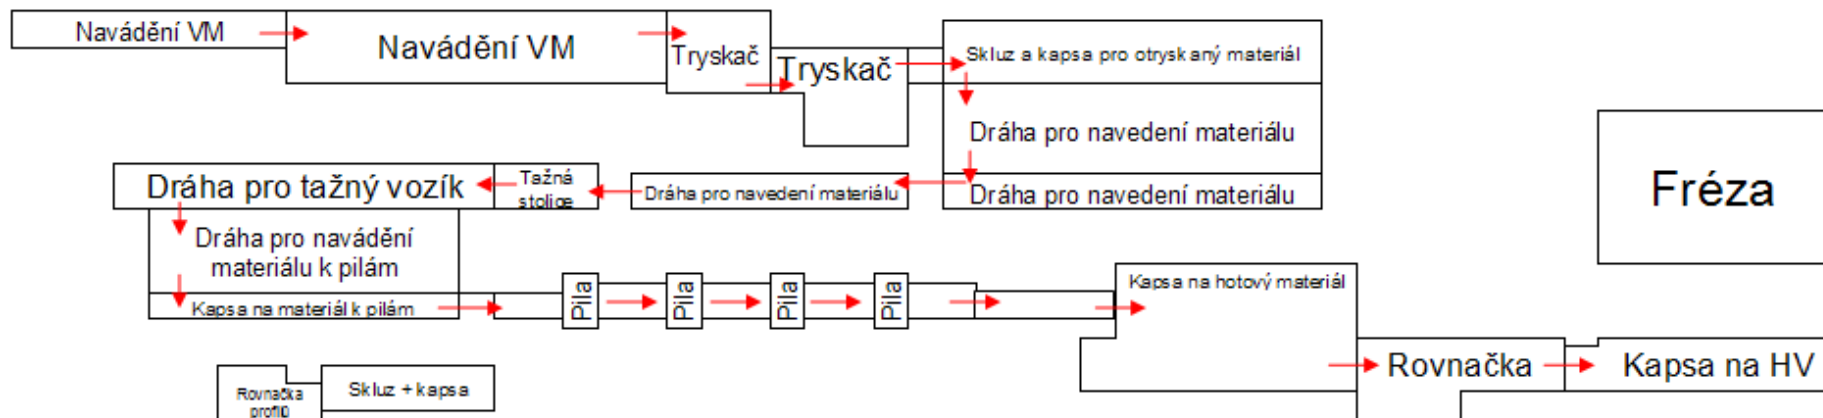 Navádění VM
Navádění VM
Tryskač
Tryskač
Skluz a kapsa pro otryskaný materiál
Dráha pro navedení materiálu
Dráha pro navedení materiálu
Dráha pro navedení materiálu
Tažná
stolice
Dráha pro tažný vozík
Dráha pro navádění
materiálu k pilám
Kapsa na materiál k pilám
Pila
Pila
Pila
Pila
Kapsa na hotový materiál
Rovnačka
Kapsa na HV
Fréza
Rovnačka
profilů
Skluz + kapsa